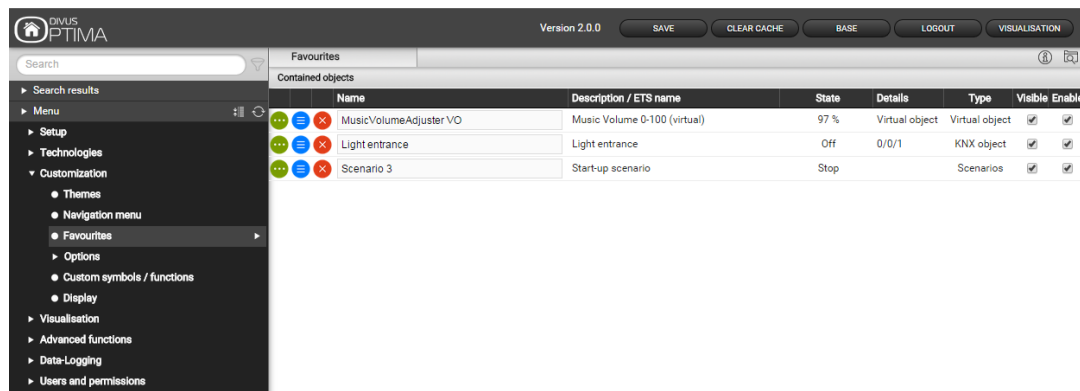 DIVUS
OPTIMA
Version 2.0.0
SAVE
CLEAR CACHE
BASE
LOGOUT
VISUALISATION
Search
Search results
Menu
Setup
Technologies
Customization
Themes
Navigation menu
Favourites
Options
Custom symbols / functions
Display
Visualisation
Advanced functions
Data-Logging
Users and permissions
Favourites
Contained objects
Name Description / ETS name State Details Type Visible Enable
MusicVolumeAdjuster VO Music Volume 0-100 (virtual) 97 % Virtual object Virtual object
Light entrance Light entrance Off 0/0/1 KNX object
Scenario 3 Start-up scenario Stop Scenarios